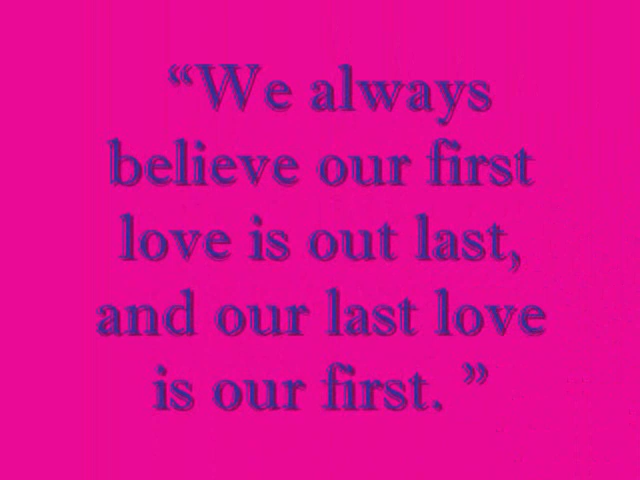 “We always
believe our first
love is out last,
and our last love
is our first. ”